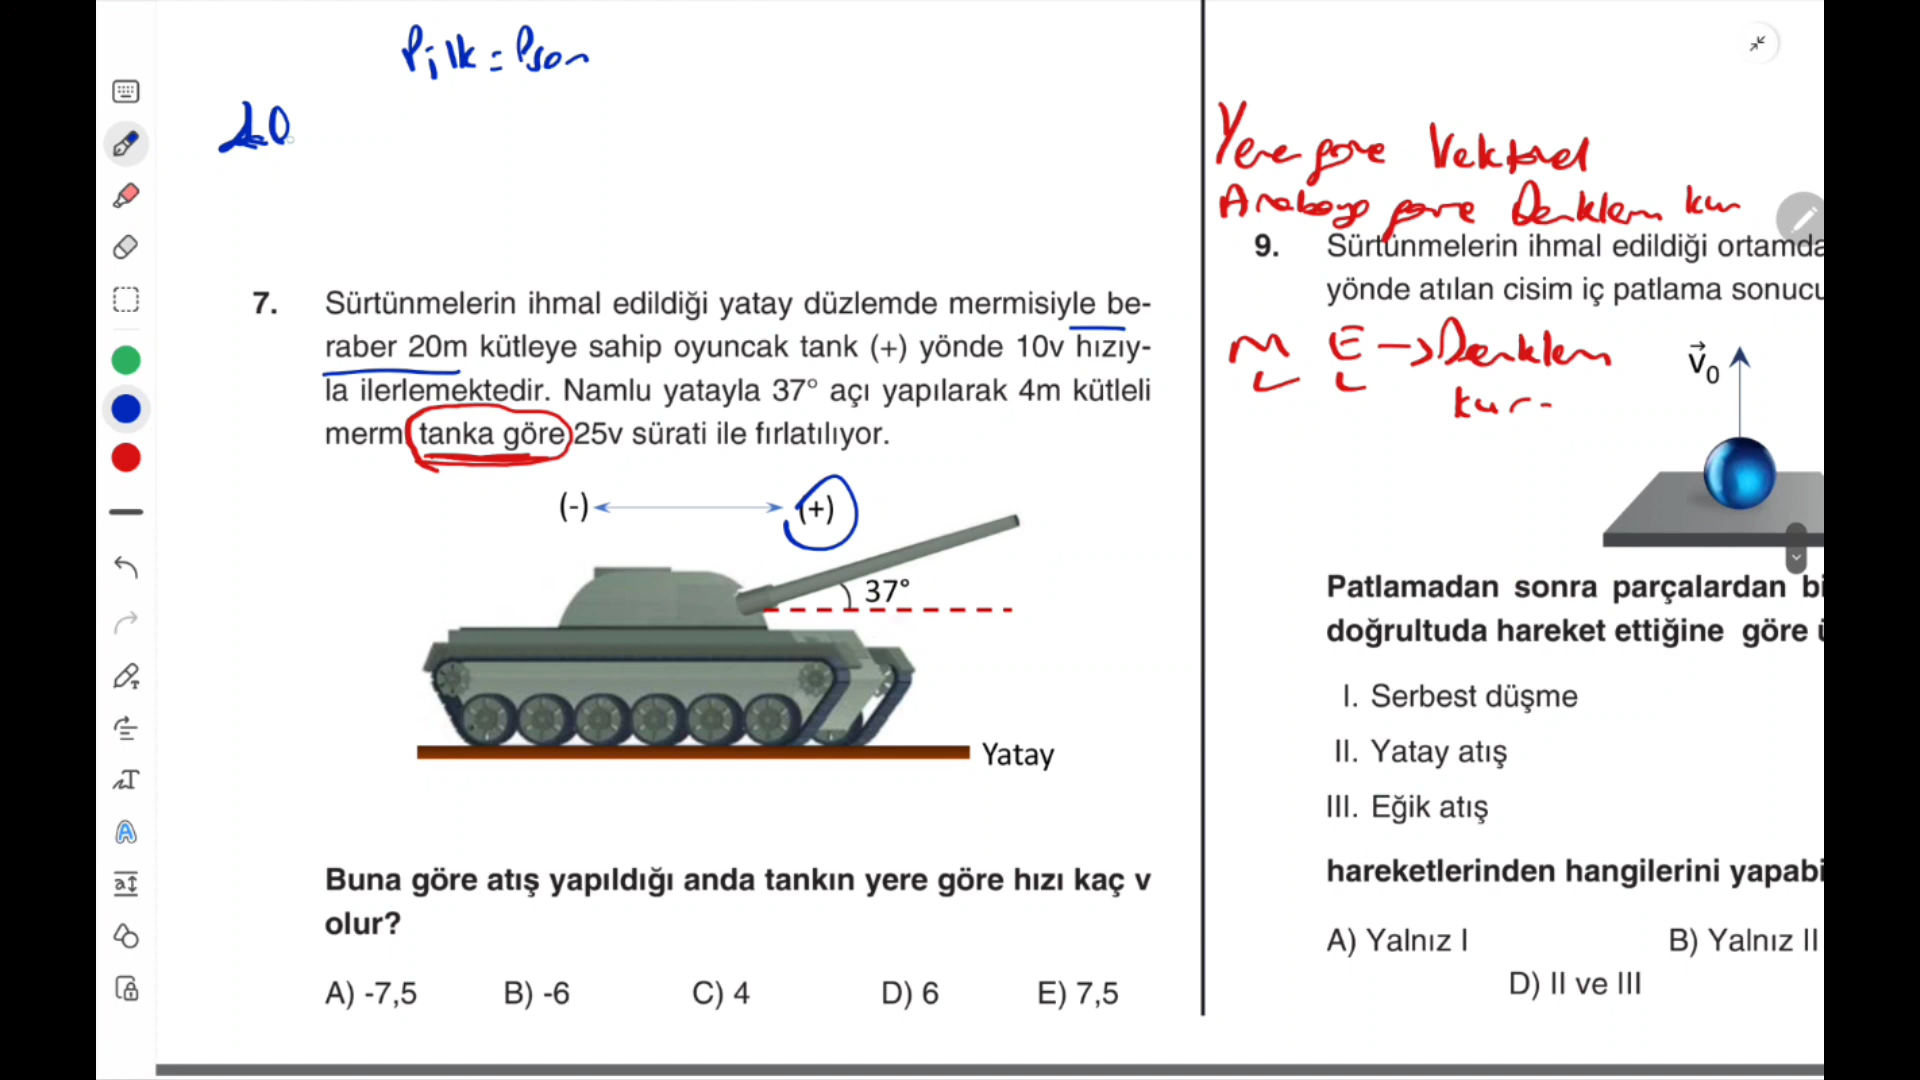 Pilk = Pson
20
7. Sürtünmelerin ihmal edildiği yatay düzlemde mermisiyle be-
raber 20m kütleye sahip oyuncak tank (+) yönde 10v hızıy-
la ilerlemektedir. Namlu yatayla 37° açı yapılarak 4m kütleli
merm tanka göre 25v sürati ile fırlatılıyor.
(-) (+)
37°
Yatay
Buna göre atış yapıldığı anda tankın yere göre hızı kaç v
olur?
A) -7,5 B) -6 C) 4 D) 6 E) 7,5
Yere göre Vektörel
Arabaya göre Denklem kur
9. Sürtünmelerin ihmal edildiği ortamda
yönde atılan cisim iç patlama sonucu
M E → Denklem
kur-
v0
Patlamadan sonra parçalardan bi
doğrultuda hareket ettiğine göre ü
I. Serbest düşme
II. Yatay atış
III. Eğik atış
hareketlerinden hangilerini yapabi
A) Yalnız I B) Yalnız II
D) II ve III